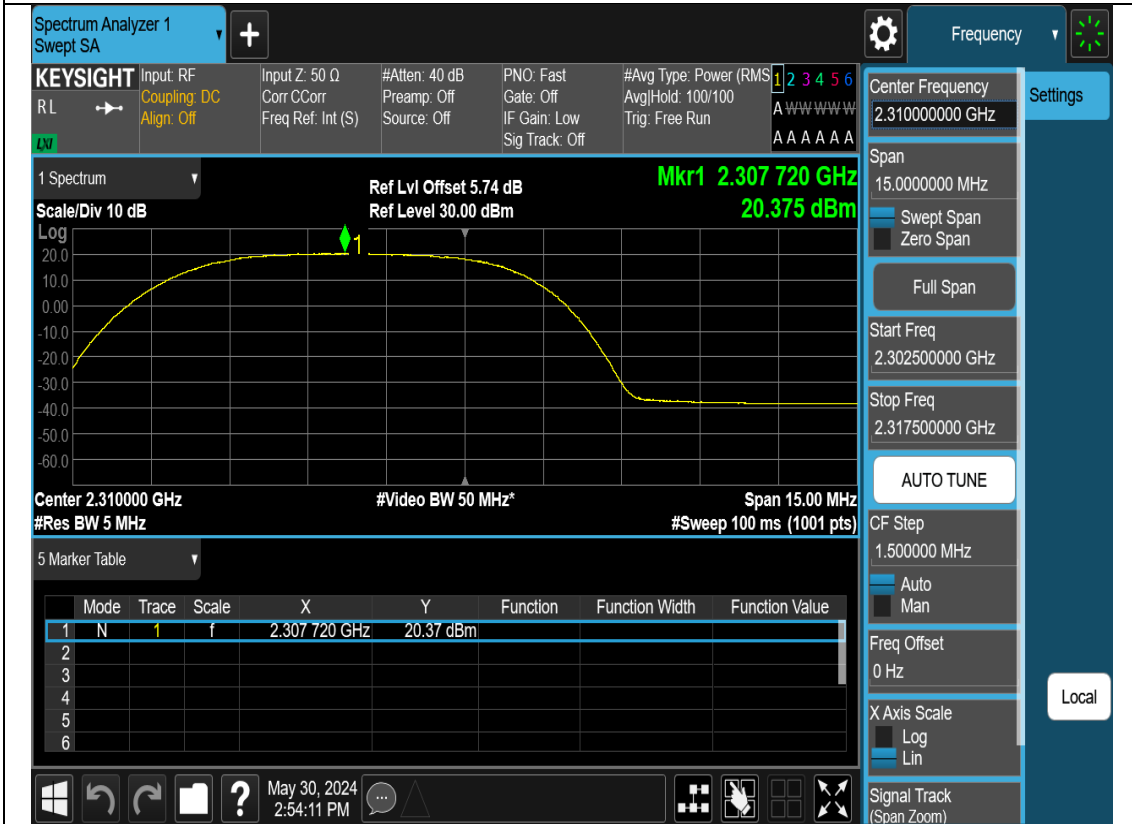 Spectrum Analyzer 1
Swept SA
Frequency
KEYSIGHT
RL
LXI
Input: RF
Coupling: DC
Align: Off
Input Z: 50 Ω
Corr CCorr
Freq Ref: Int (S)
#Atten: 40 dB
Preamp: Off
Source: Off
PNO: Fast
Gate: Off
IF Gain: Low
Sig Track: Off
#Avg Type: Power (RMS
Avg|Hold: 100/100
Trig: Free Run
1 2 3 4 5 6
A W W W W W
A A A A A A
1 Spectrum
Scale/Div 10 dB
Ref Lvl Offset 5.74 dB
Ref Level 30.00 dBm
Mkr1 2.307 720 GHz
20.375 dBm
Log
1
20.0
10.0
0.00
-10.0
-20.0
-30.0
-40.0
-50.0
-60.0
Center 2.310000 GHz
#Video BW 50 MHz*
Span 15.00 MHz
#Res BW 5 MHz
#Sweep 100 ms (1001 pts)
5 Marker Table
Mode Trace Scale X Y Function Function Width Function Value
1 N 1 f 2.307 720 GHz 20.37 dBm
2
3
4
5
6
May 30, 2024
2:54:11 PM
Center Frequency
2.310000000 GHz
Settings
Span
15.0000000 MHz
Swept Span
Zero Span
Full Span
Start Freq
2.302500000 GHz
Stop Freq
2.317500000 GHz
AUTO TUNE
CF Step
1.500000 MHz
Auto
Man
Freq Offset
0 Hz
Local
X Axis Scale
Log
Lin
Signal Track
(Span Zoom)